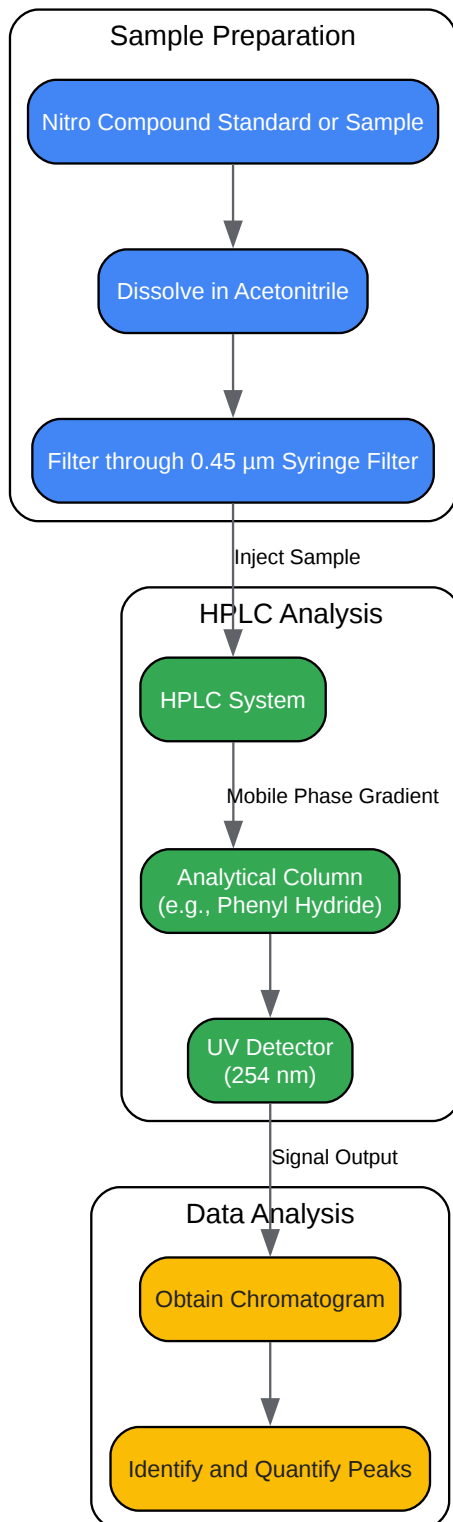 Sample Preparation
Nitro Compound Standard or Sample
Dissolve in Acetonitrile
Filter through 0.45 µm Syringe Filter
Inject Sample
HPLC Analysis
HPLC System
Mobile Phase Gradient
Analytical Column
(e.g., Phenyl Hydride)
UV Detector
(254 nm)
Signal Output
Data Analysis
Obtain Chromatogram
Identify and Quantify Peaks